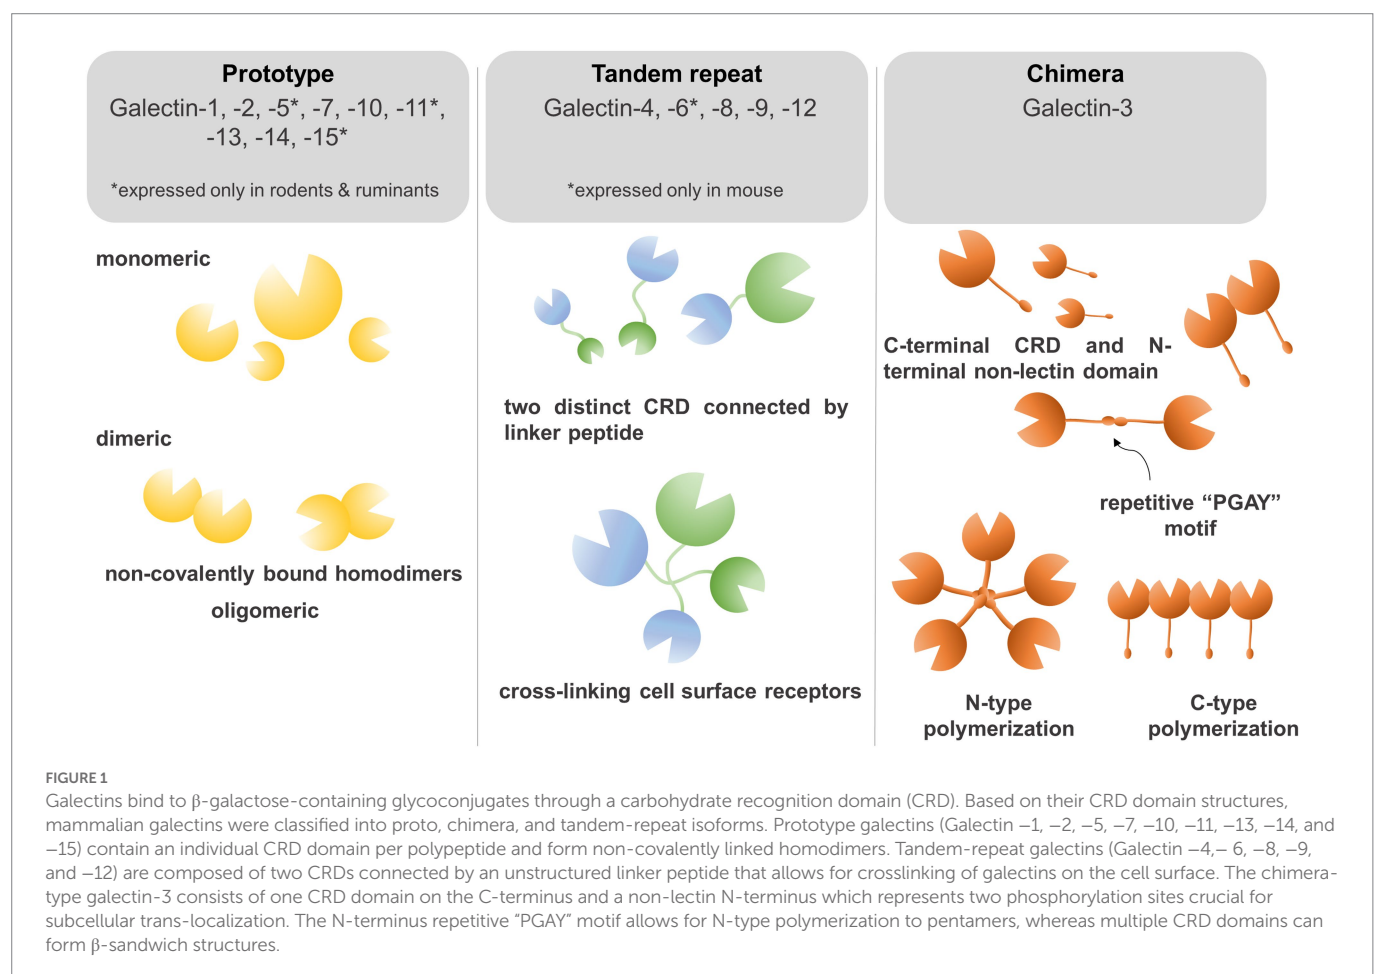 Prototype
Galectin-1, -2, -5*, -7, -10, -11*,
-13, -14, -15*
*expressed only in rodents & ruminants
monomeric
dimeric
non-covalently bound homodimers
oligomeric
Tandem repeat
Galectin-4, -6*, -8, -9, -12
*expressed only in mouse
two distinct CRD connected by
linker peptide
cross-linking cell surface receptors
Chimera
Galectin-3
C-terminal CRD and N-
terminal non-lectin domain
repetitive “PGAY”
motif
N-type
polymerization
C-type
polymerization
FIGURE 1
Galectins bind to β-galactose-containing glycoconjugates through a carbohydrate recognition domain (CRD). Based on their CRD domain structures,
mammalian galectins were classified into proto, chimera, and tandem-repeat isoforms. Prototype galectins (Galectin −1, −2, −5, −7, −10, −11, −13, −14, and
−15) contain an individual CRD domain per polypeptide and form non-covalently linked homodimers. Tandem-repeat galectins (Galectin −4,− 6, −8, −9,
and −12) are composed of two CRDs connected by an unstructured linker peptide that allows for crosslinking of galectins on the cell surface. The chimera-
type galectin-3 consists of one CRD domain on the C-terminus and a non-lectin N-terminus which represents two phosphorylation sites crucial for
subcellular trans-localization. The N-terminus repetitive “PGAY” motif allows for N-type polymerization to pentamers, whereas multiple CRD domains can
form β-sandwich structures.